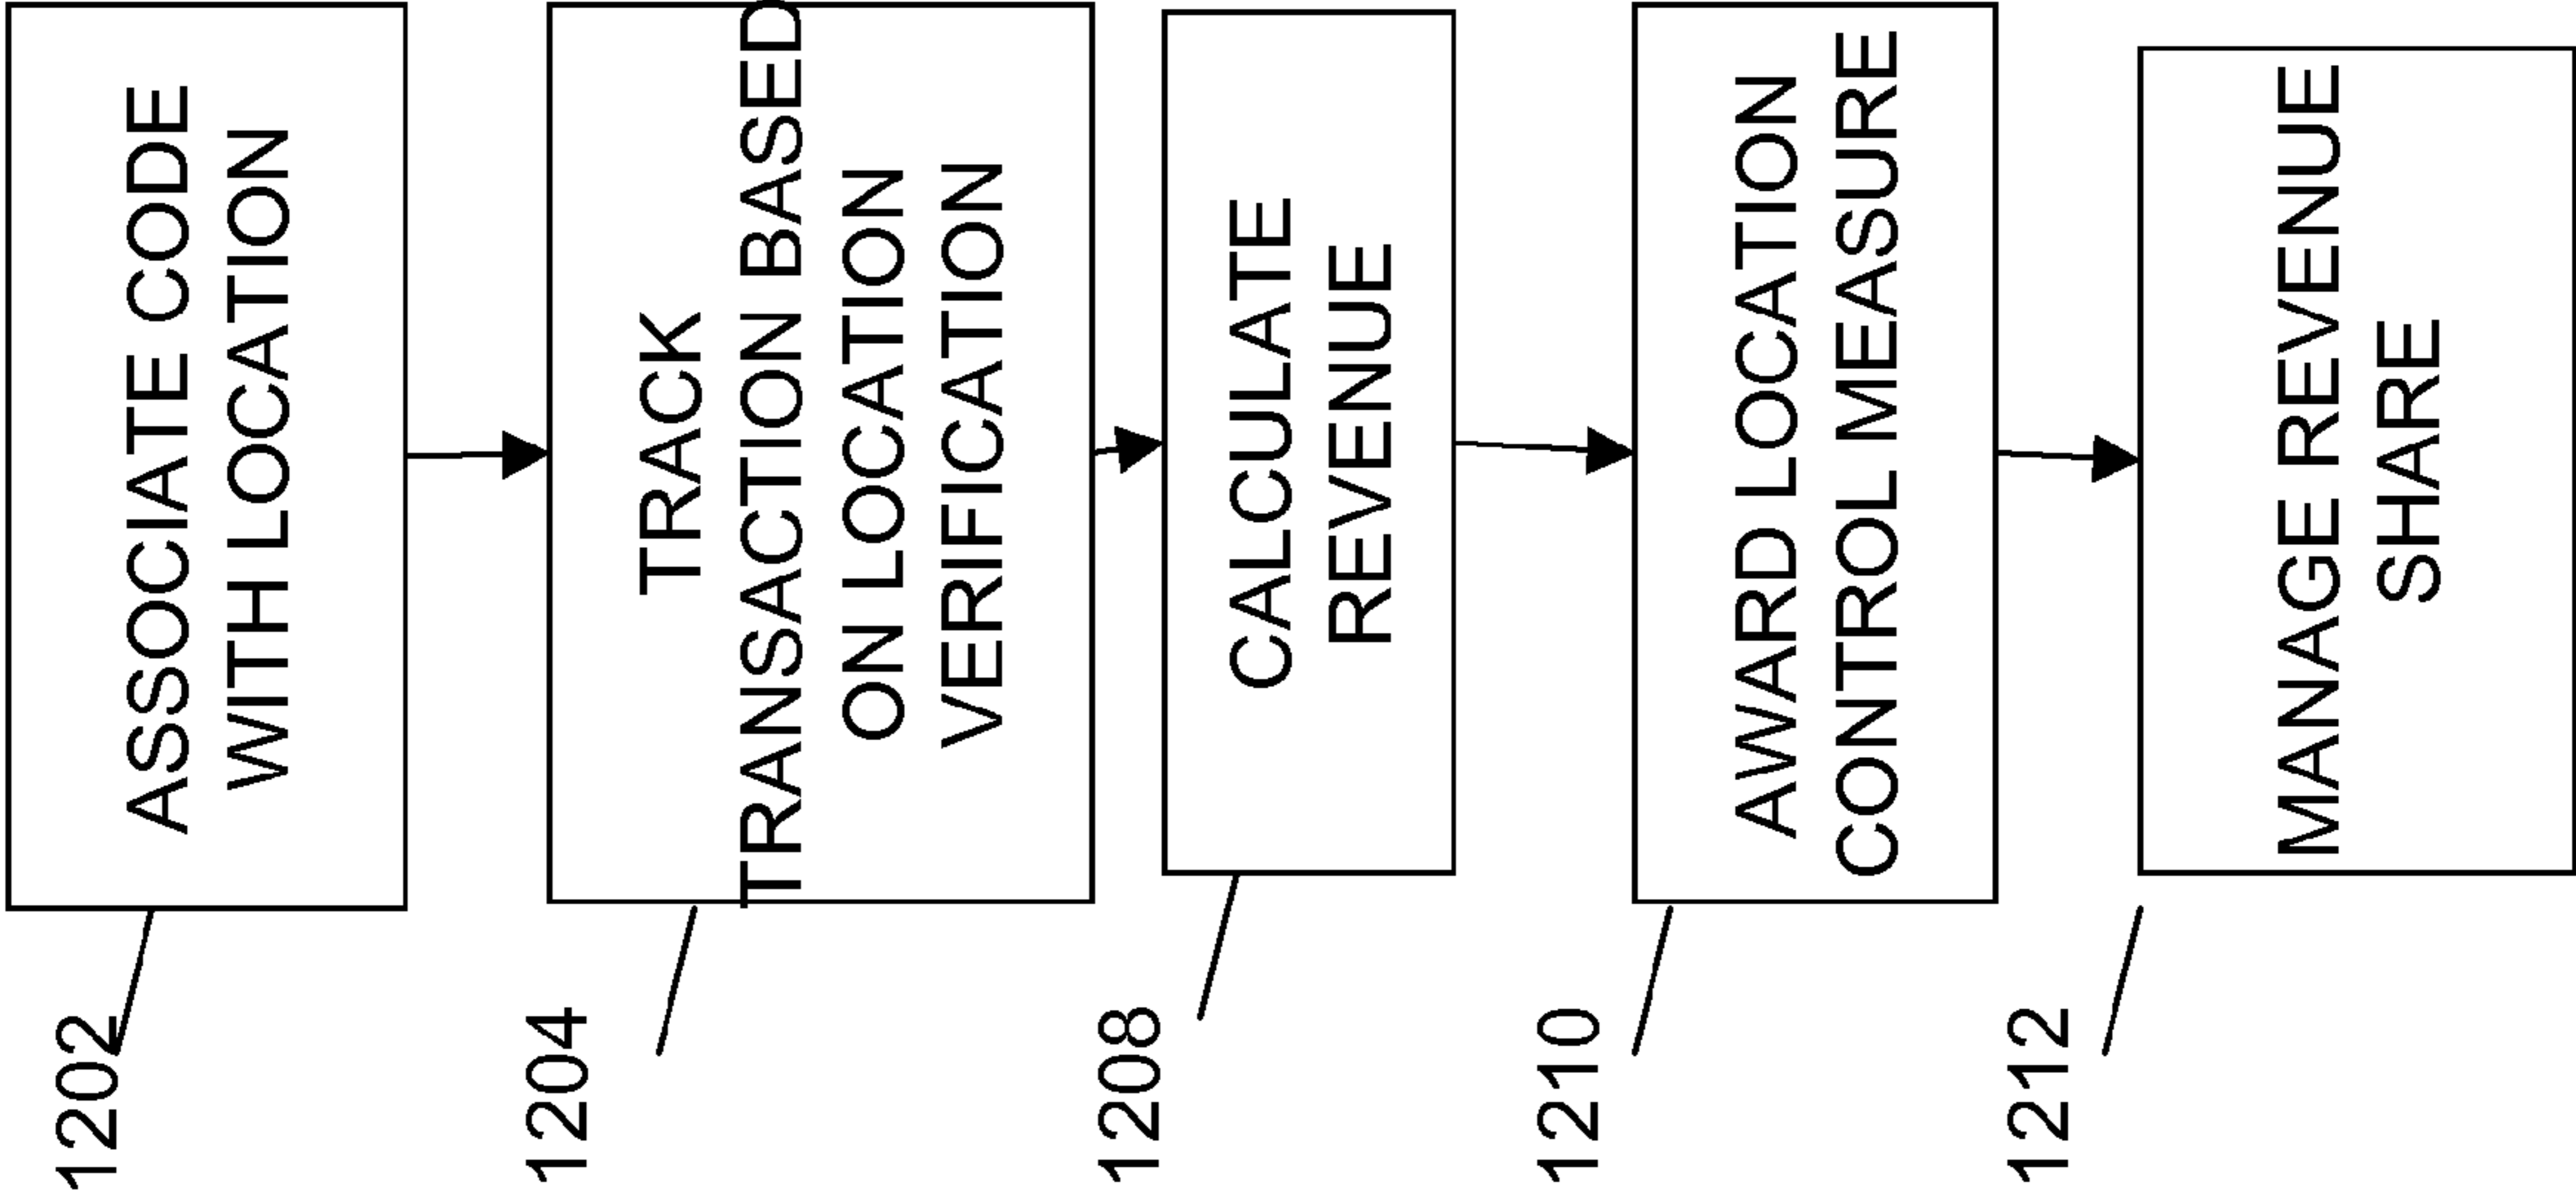 1202
ASSOCIATE CODE
WITH LOCATION
1204
TRACK
TRANSACTION BASED
ON LOCATION
VERIFICATION
1208
CALCULATE
REVENUE
1210
AWARD LOCATION
CONTROL MEASURE
1212
MANAGE REVENUE
SHARE